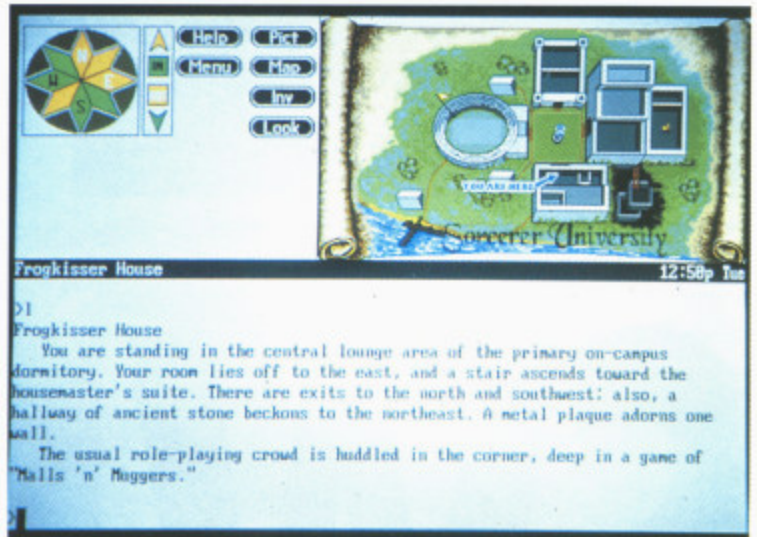 N
E
S
W
IN
Help
Menu
Pict
Map
Inv
Look
YOU ARE HERE
Sorcerer University
Frogkisser House
12:50p Tue
>l
Frogkisser House
You are standing in the central lounge area of the primary on-campus
dormitory. Your room lies off to the east, and a stair ascends toward the
housemaster's suite. There are exits to the north and southwest; also, a
hallway of ancient stone beckons to the northeast. A metal plaque adorns one
wall.
The usual role-playing crowd is huddled in the corner, deep in a game of
"Malls 'n' Muggers."
>